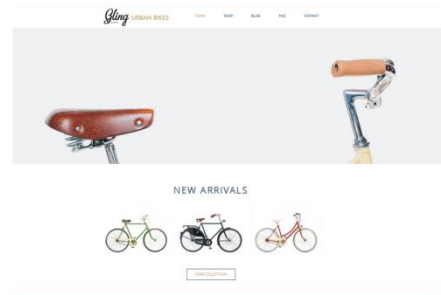 Gling URBAN BIKES
HOME SHOP BLOG FAQ CONTACT
NEW ARRIVALS
VIEW COLLECTION